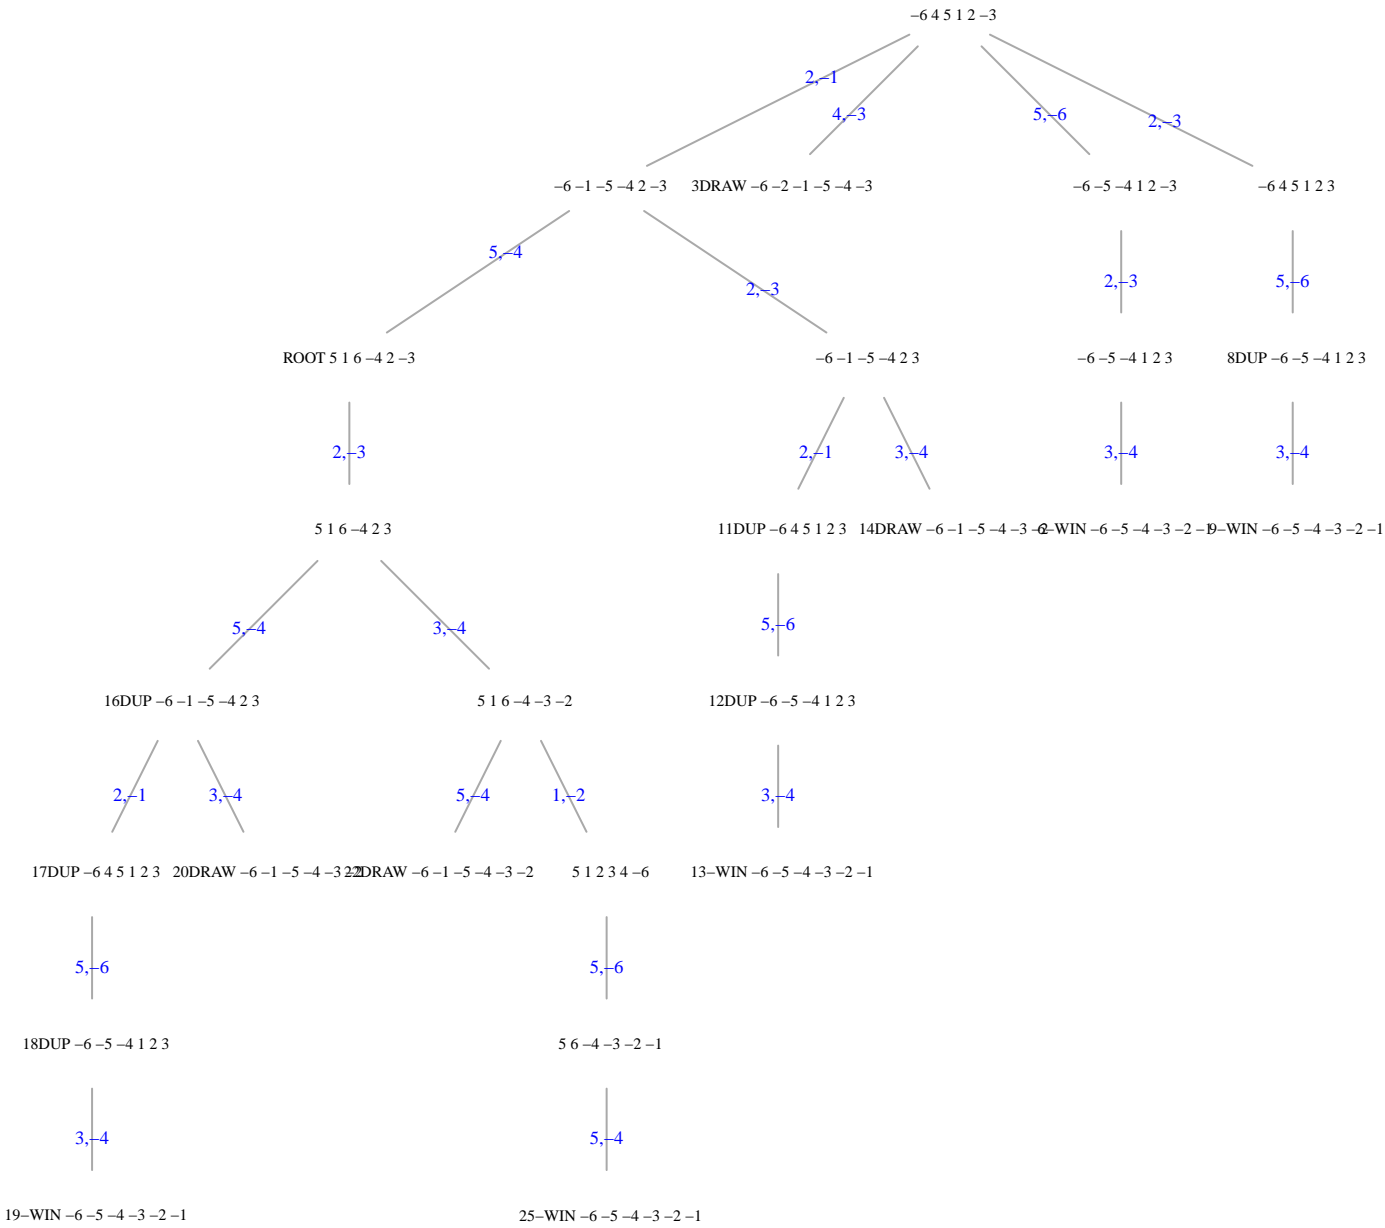 –6 4 5 1 2 –3
2,–1
4,–3
5,–6
2,–3
–6 –1 –5 –4 2 –3
3DRAW –6 –2 –1 –5 –4 –3
–6 –5 –4 1 2 –3
–6 4 5 1 2 3
5,–4
2,–3
2,–3
5,–6
ROOT 5 1 6 –4 2 –3
–6 –1 –5 –4 2 3
–6 –5 –4 1 2 3
8DUP –6 –5 –4 1 2 3
2,–3
2,–1
3,–4
3,–4
3,–4
5 1 6 –4 2 3
11DUP –6 4 5 1 2 3
14DRAW –6 –1 –5 –4 –3 –2
6–WIN –6 –5 –4 –3 –2 –1
9–WIN –6 –5 –4 –3 –2 –1
5,–4
3,–4
5,–6
16DUP –6 –1 –5 –4 2 3
5 1 6 –4 –3 –2
12DUP –6 –5 –4 1 2 3
2,–1
3,–4
5,–4
1,–2
3,–4
17DUP –6 4 5 1 2 3
20DRAW –6 –1 –5 –4 –3 –2
22DRAW –6 –1 –5 –4 –3 –2
5 1 2 3 4 –6
13–WIN –6 –5 –4 –3 –2 –1
5,–6
5,–6
18DUP –6 –5 –4 1 2 3
5 6 –4 –3 –2 –1
3,–4
5,–4
19–WIN –6 –5 –4 –3 –2 –1
25–WIN –6 –5 –4 –3 –2 –1